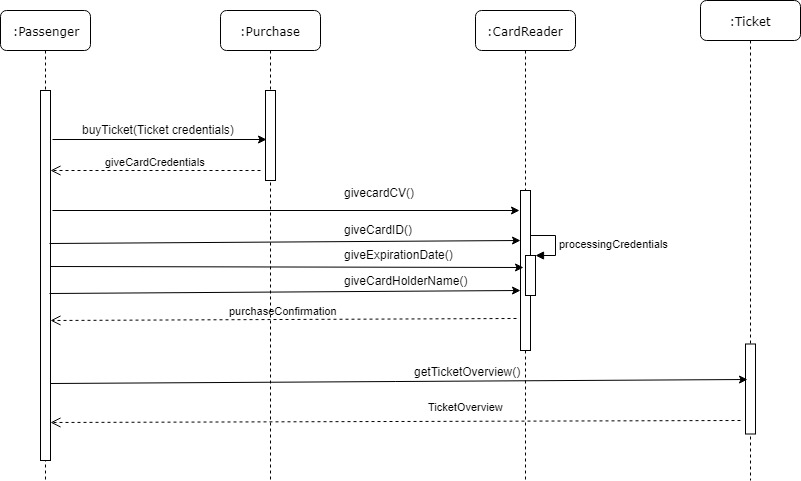 :Passenger
:Purchase
:CardReader
:Ticket
buyTicket(Ticket credentials)
giveCardCredentials
givecardCV()
giveCardID()
processingCredentials
giveExpirationDate()
giveCardHolderName()
purchaseConfirmation
getTicketOverview()
TicketOverview